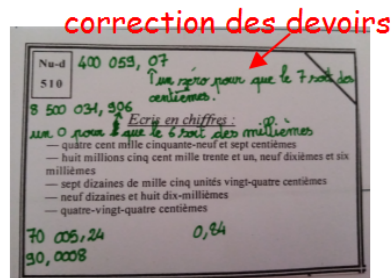 correction des devoirs
Nu-d
510
400 059, 07
un zéro pour que le 7 soit des
centièmes.
8 500 031, 906
Ecris en chiffres :
un 0 pour que le 6 soit des millièmes
— quatre cent mille cinquante-neuf et sept centièmes
— huit millions cinq cent mille trente et un, neuf dixièmes et six
millièmes
— sept dizaines de mille cinq unités vingt-quatre centièmes
— neuf dizaines et huit dix-millièmes
— quatre-vingt-quatre centièmes
70 005,24 0,84
90,0008